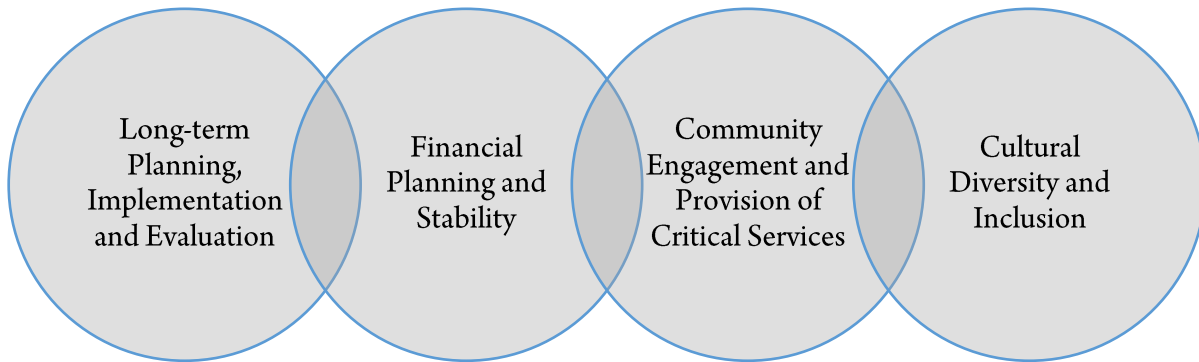 Long-term
Planning,
Implementation
and Evaluation
Financial
Planning and
Stability
Community
Engagement and
Provision of
Critical Services
Cultural
Diversity and
Inclusion